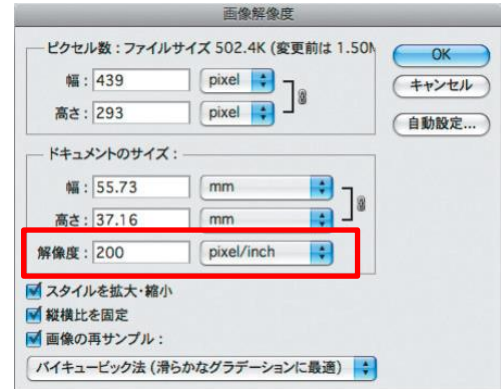 画像解像度
ピクセル数：ファイルサイズ 502.4K (変更前は 1.50M
OK
幅：439 pixel
キャンセル
高さ：293 pixel
自動設定...
ドキュメントのサイズ：
幅：55.73 mm
高さ：37.16 mm
解像度：200 pixel/inch
スタイルを拡大・縮小
縦横比を固定
画像の再サンプル：
バイキュービック法 (滑らかなグラデーションに最適)